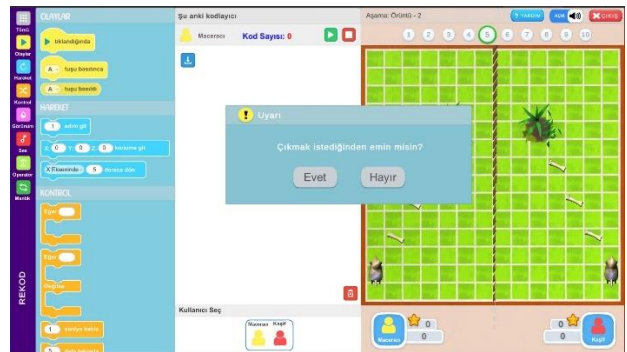 Tümü
Olaylar
Hareket
Kontrol
Görünüm
Ses
Operatör
Mantık
REKOD
OLAYLAR
tıklandığında
A tuşu basılınca
A tuşu basılı
HAREKET
1 adım git
X: 0 Y: 0 Z: 0 konuma git
X Ekseninde 5 derece dön
KONTROL
Eğer
Eğer
Değilse
1 saniye bekle
5
Şu anki kodlayıcı
Maceracı Kod Sayısı: 0
Kullanıcı Seç
Maceracı Kaşif
Uyarı
Çıkmak istediğinden emin misin?
Evet Hayır
Aşama: Örüntü - 2
? YARDIM AÇIK ÇIKIŞ
1 2 3 4 5 6 7 8 9 10
Maceracı
0
0
0
0
Kaşif